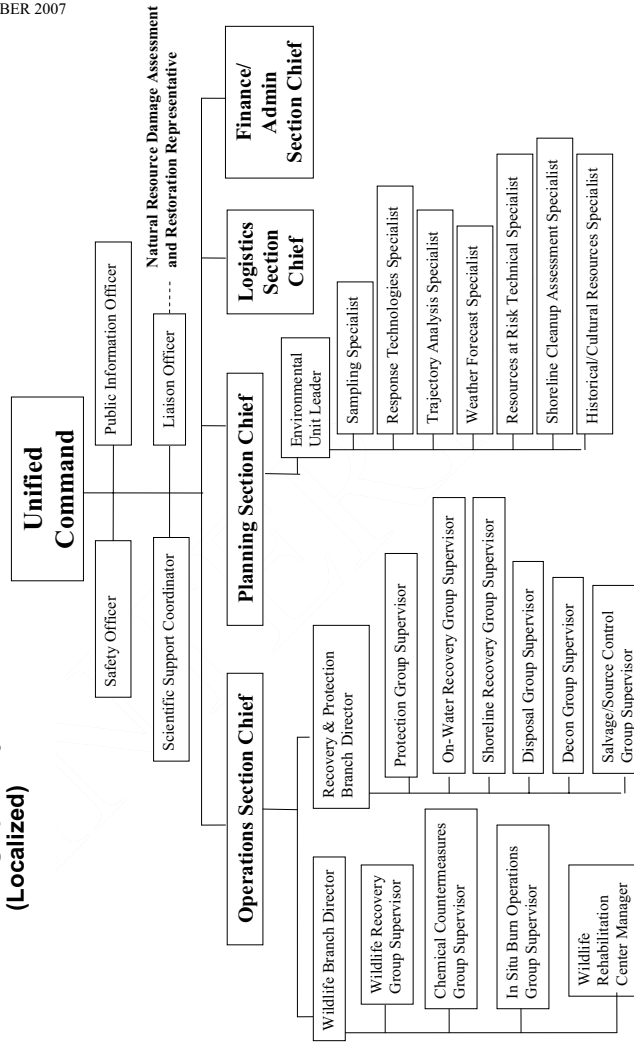 BER 2007
(Localized)
Unified
Command
Safety Officer
Public Information Officer
Scientific Support Coordinator
Liaison Officer
Natural Resource Damage Assessment
and Restoration Representative
Operations Section Chief
Planning Section Chief
Logistics
Section
Chief
Finance/
Admin
Section Chief
Wildlife Branch Director
Wildlife Recovery
Group Supervisor
Chemical Countermeasures
Group Supervisor
In Situ Burn Operations
Group Supervisor
Wildlife
Rehabilitation
Center Manager
Recovery & Protection
Branch Director
Protection Group Supervisor
On-Water Recovery Group Supervisor
Shoreline Recovery Group Supervisor
Disposal Group Supervisor
Decon Group Supervisor
Salvage/Source Control
Group Supervisor
Environmental
Unit Leader
Sampling Specialist
Response Technologies Specialist
Trajectory Analysis Specialist
Weather Forecast Specialist
Resources at Risk Technical Specialist
Shoreline Cleanup Assessment Specialist
Historical/Cultural Resources Specialist